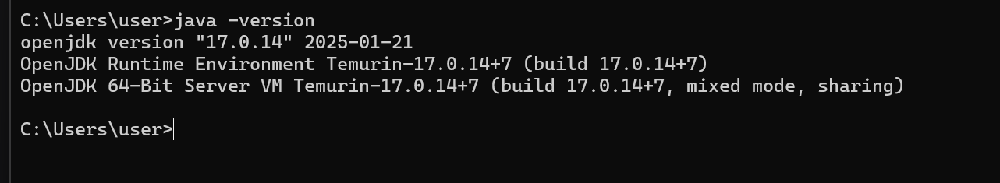 C:\Users\user>java -version
openjdk version "17.0.14" 2025-01-21
OpenJDK Runtime Environment Temurin-17.0.14+7 (build 17.0.14+7)
OpenJDK 64-Bit Server VM Temurin-17.0.14+7 (build 17.0.14+7, mixed mode, sharing)
C:\Users\user>